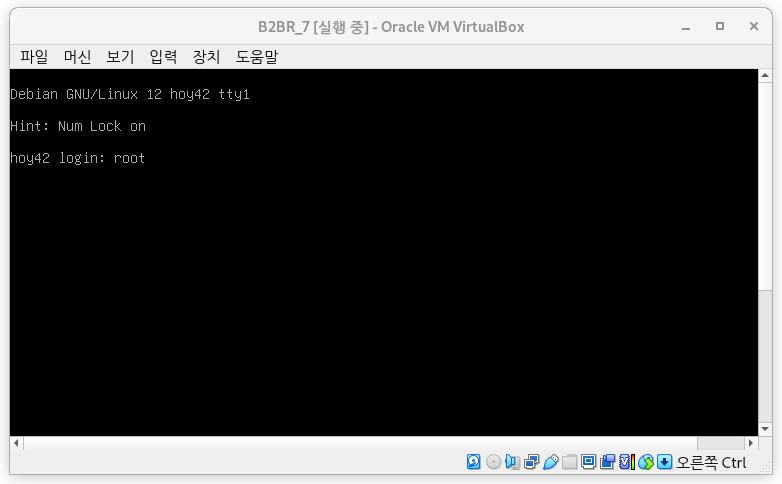 B2BR_7 [실행 중] - Oracle VM VirtualBox
파일 머신 보기 입력 장치 도움말
Debian GNU/Linux 12 hoy42 tty1
Hint: Num Lock on
hoy42 login: root
오른쪽 Ctrl